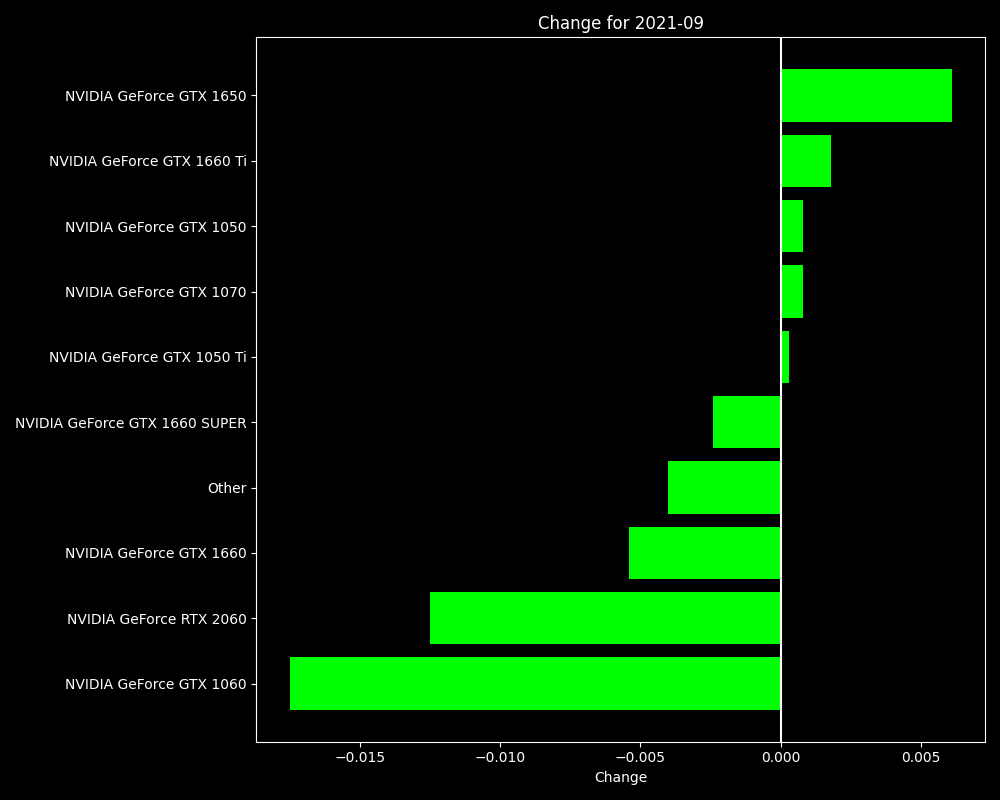 Change for 2021-09
NVIDIA GeForce GTX 1650
NVIDIA GeForce GTX 1660 Ti
NVIDIA GeForce GTX 1050
NVIDIA GeForce GTX 1070
NVIDIA GeForce GTX 1050 Ti
NVIDIA GeForce GTX 1660 SUPER
Other
NVIDIA GeForce GTX 1660
NVIDIA GeForce RTX 2060
NVIDIA GeForce GTX 1060
−0.015 −0.010 −0.005 0.000 0.005
Change